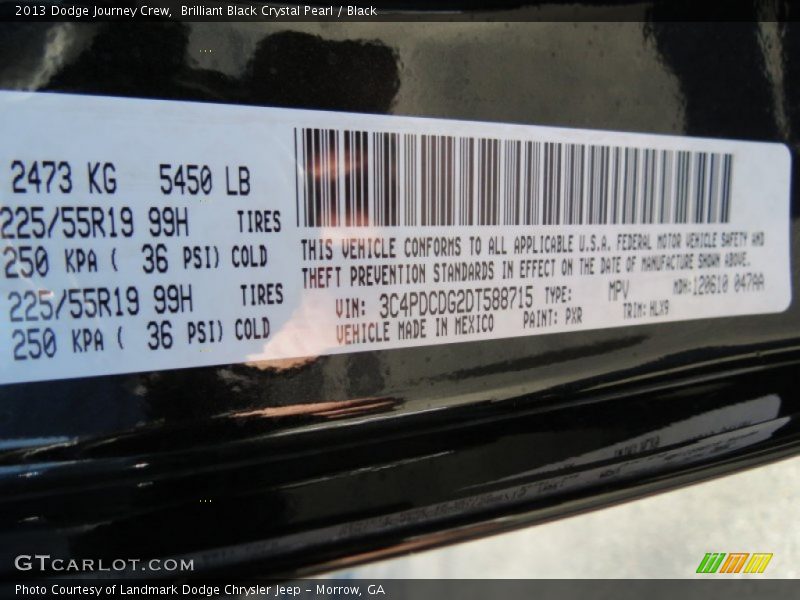 2013 Dodge Journey Crew,  Brilliant Black Crystal Pearl / Black
2473 KG 5450 LB
225/55R19 99H TIRES
250 KPA ( 36 PSI) COLD
225/55R19 99H TIRES
250 KPA ( 36 PSI) COLD
THIS VEHICLE CONFORMS TO ALL APPLICABLE U.S.A. FEDERAL MOTOR VEHICLE SAFETY AND
THEFT PREVENTION STANDARDS IN EFFECT ON THE DATE OF MANUFACTURE SHOWN ABOVE.
VIN: 3C4PDCDG2DT588715 TYPE: MPV MDH:120610 047AA
VEHICLE MADE IN MEXICO PAINT: PXR TRIM: HLX9
GTCARLOT.COM
Photo Courtesy of Landmark Dodge Chrysler Jeep – Morrow, GA